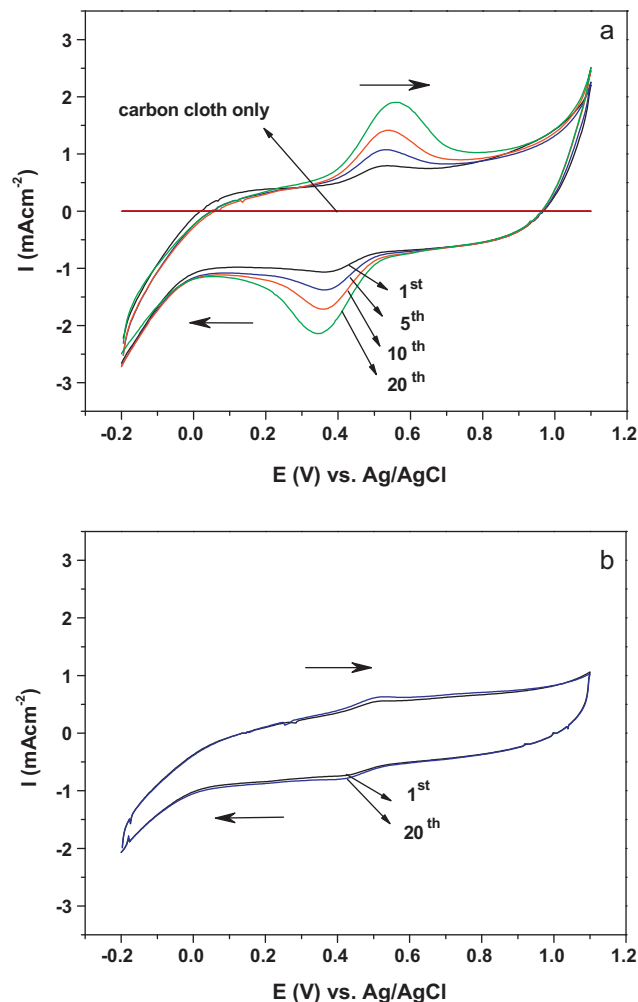 a
carbon cloth only
3
2
1
0
-1
-2
-3
I (mAcm⁻²)
1ˢᵗ
5ᵗʰ
10ᵗʰ
20ᵗʰ
-0.2 0.0 0.2 0.4 0.6 0.8 1.0 1.2
E (V) vs. Ag/AgCl
b
3
2
1
0
-1
-2
-3
I (mAcm⁻²)
1ˢᵗ
20ᵗʰ
-0.2 0.0 0.2 0.4 0.6 0.8 1.0 1.2
E (V) vs. Ag/AgCl